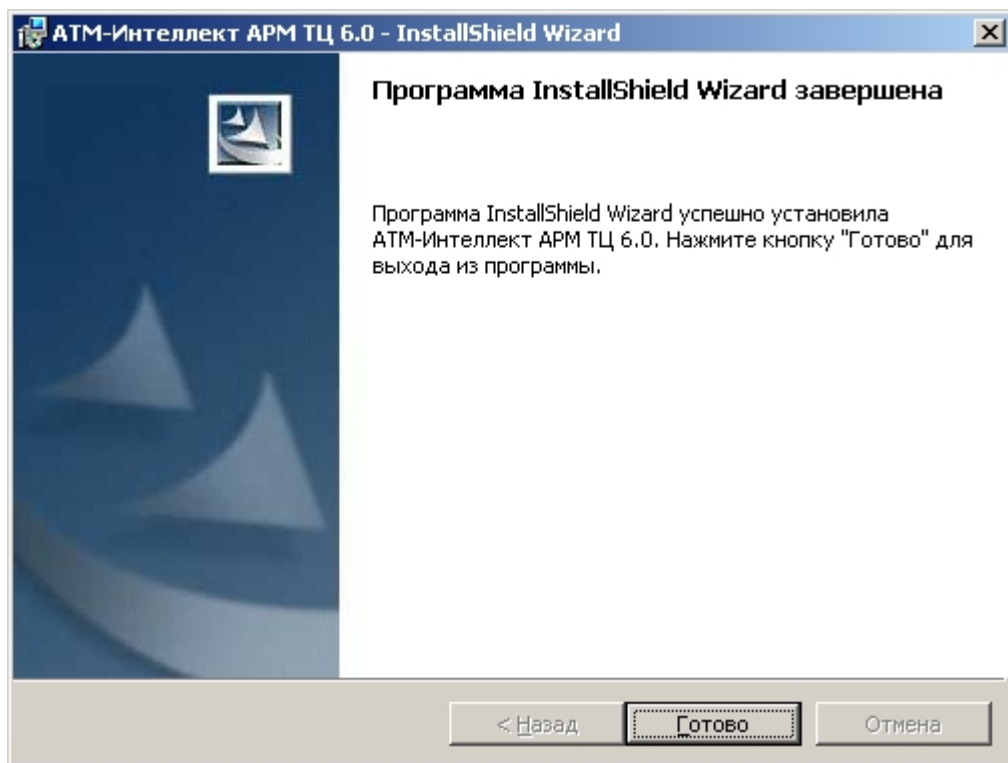 АТМ-Интеллект АРМ ТЦ 6.0 - InstallShield Wizard
Программа InstallShield Wizard завершена
Программа InstallShield Wizard успешно установила
АТМ-Интеллект АРМ ТЦ 6.0. Нажмите кнопку "Готово" для
выхода из программы.
< Назад
Готово
Отмена